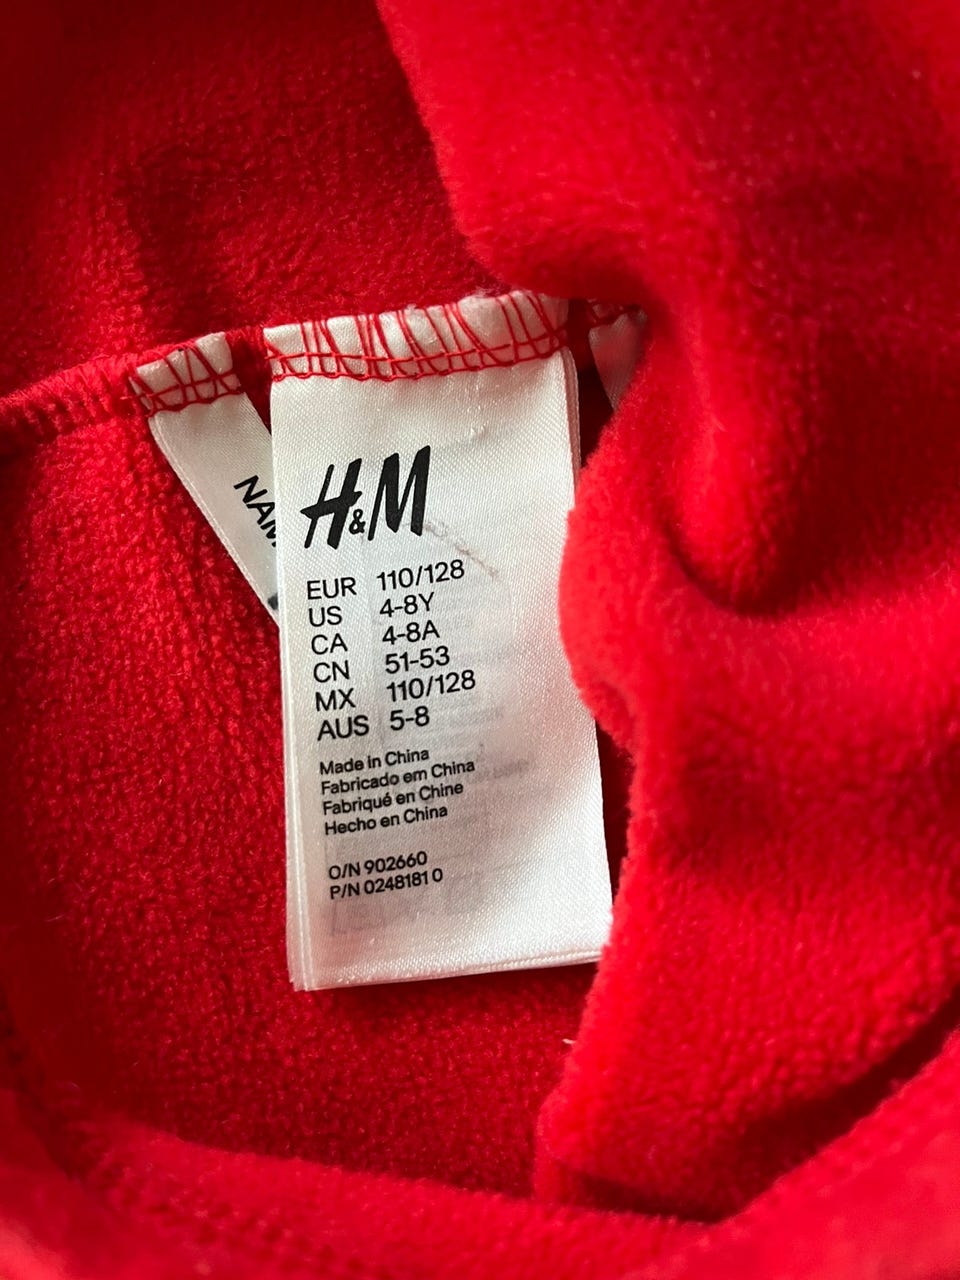 H&M
EUR 110/128
US 4-8Y
CA 4-8A
CN 51-53
MX 110/128
AUS 5-8
Made in China
Fabricado em China
Fabriqué en Chine
Hecho en China
O/N 902660
P/N 0248181 0